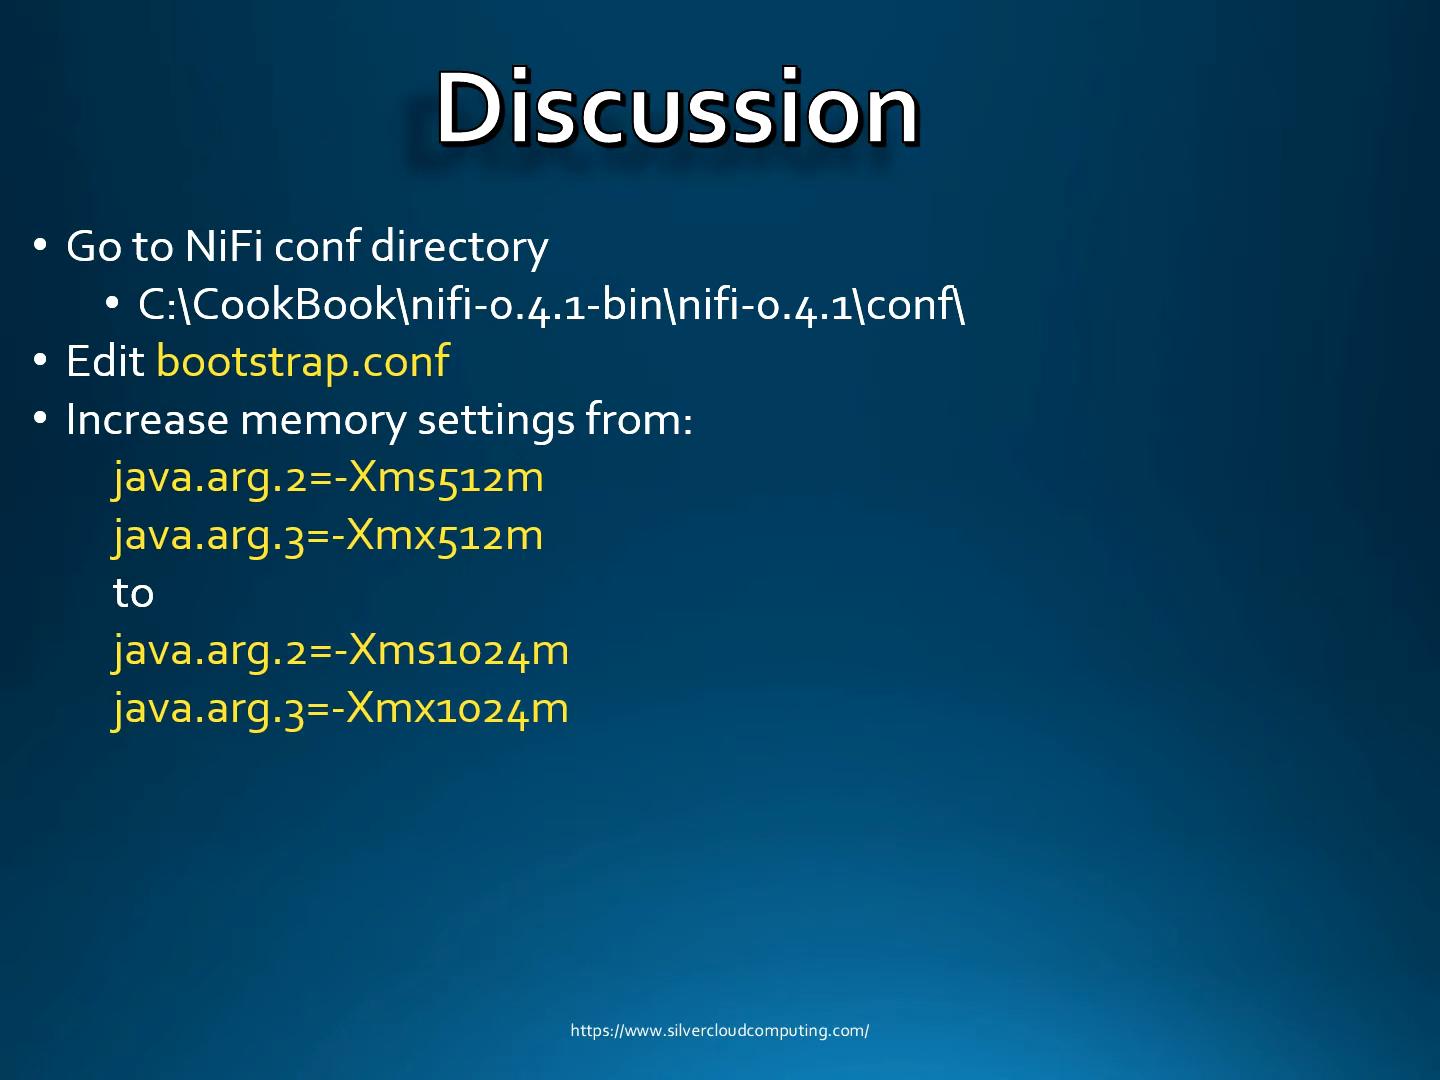 Discussion
• Go to NiFi conf directory
• C:\CookBook\nifi-0.4.1-bin\nifi-0.4.1\conf\
• Edit bootstrap.conf
• Increase memory settings from:
java.arg.2=-Xms512m
java.arg.3=-Xmx512m
to
java.arg.2=-Xms1024m
java.arg.3=-Xmx1024m
https://www.silvercloudcomputing.com/